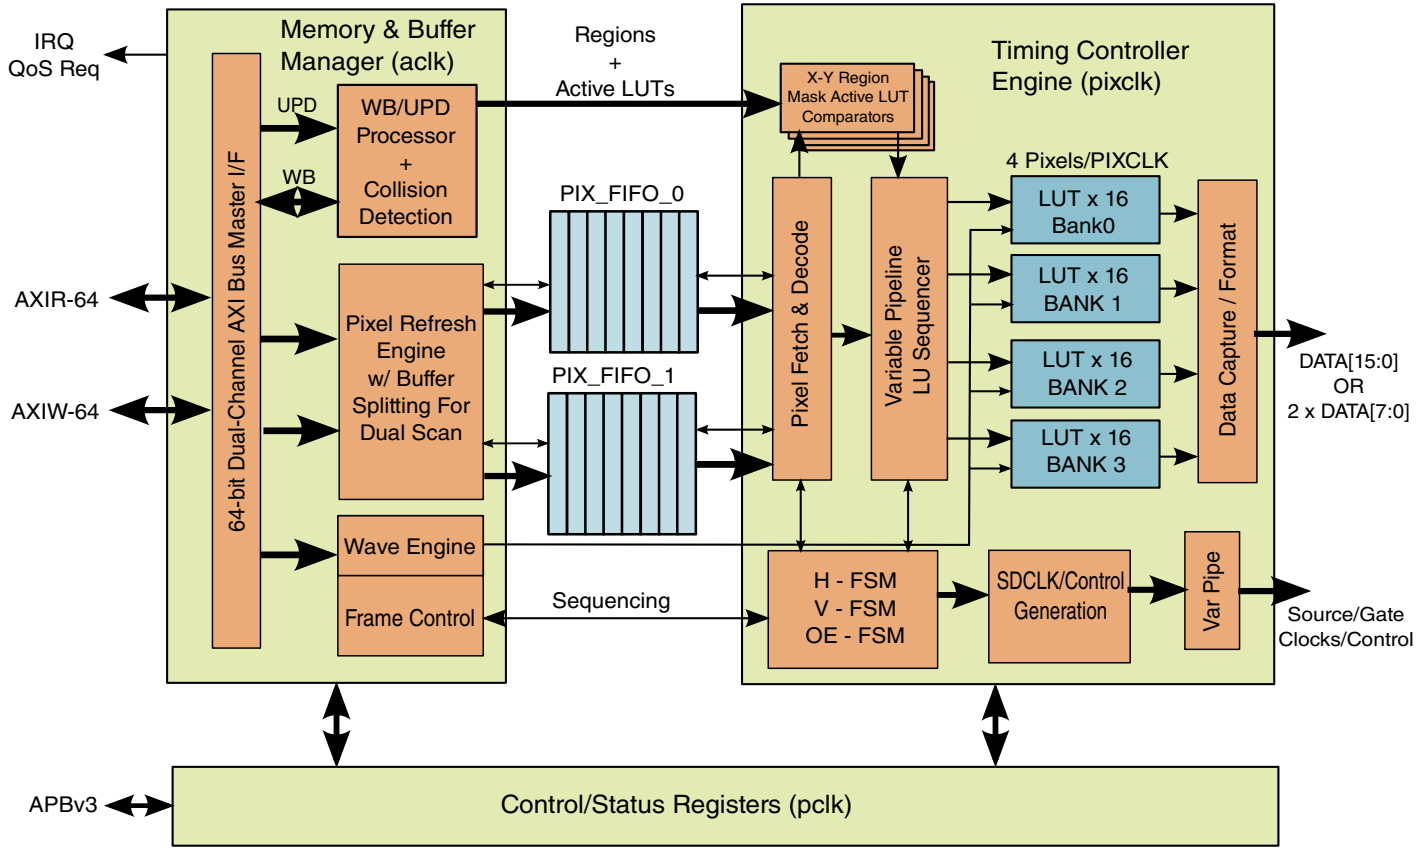 IRQ
QoS Req
Memory & Buffer
Manager (aclk)
UPD
WB
64-bit Dual-Channel AXI Bus Master I/F
WB/UPD
Processor
+
Collision
Detection
AXIR-64
AXIW-64
Pixel Refresh
Engine
w/ Buffer
Splitting For
Dual Scan
Wave Engine
Frame Control
Regions
+
Active LUTs
PIX_FIFO_0
PIX_FIFO_1
Sequencing
Timing Controller
Engine (pixclk)
X-Y Region
Mask Active LUT
Comparators
Pixel Fetch & Decode
Variable Pipeline
LU Sequencer
4 Pixels/PIXCLK
LUT x 16
Bank0
LUT x 16
BANK 1
LUT x 16
BANK 2
LUT x 16
BANK 3
Data Capture / Format
DATA[15:0]
OR
2 x DATA[7:0]
H - FSM
V - FSM
OE - FSM
SDCLK/Control
Generation
Var Pipe
Source/Gate
Clocks/Control
APBv3
Control/Status Registers (pclk)